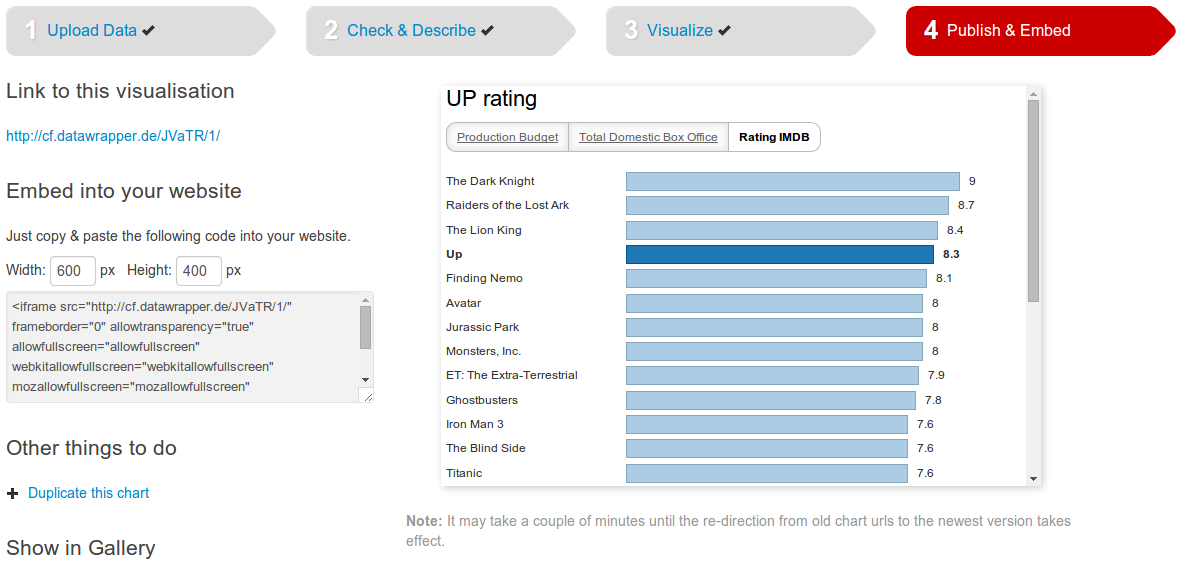 1 Upload Data ✔
2 Check & Describe ✔
3 Visualize ✔
4 Publish & Embed
Link to this visualisation
http://cf.datawrapper.de/JVaTR/1/
Embed into your website
Just copy & paste the following code into your website.
Width: 600 px Height: 400 px
<iframe src="http://cf.datawrapper.de/JVaTR/1/"
frameborder="0" allowtransparency="true"
allowfullscreen="allowfullscreen"
webkitallowfullscreen="webkitallowfullscreen"
mozallowfullscreen="mozallowfullscreen"
Other things to do
Duplicate this chart
Show in Gallery
UP rating
Production Budget Total Domestic Box Office Rating IMDB
The Dark Knight 9
Raiders of the Lost Ark 8.7
The Lion King 8.4
Up 8.3
Finding Nemo 8.1
Avatar 8
Jurassic Park 8
Monsters, Inc. 8
ET: The Extra-Terrestrial 7.9
Ghostbusters 7.8
Iron Man 3 7.6
The Blind Side 7.6
Titanic 7.6
Note: It may take a couple of minutes until the re-direction from old chart urls to the newest version takes
effect.